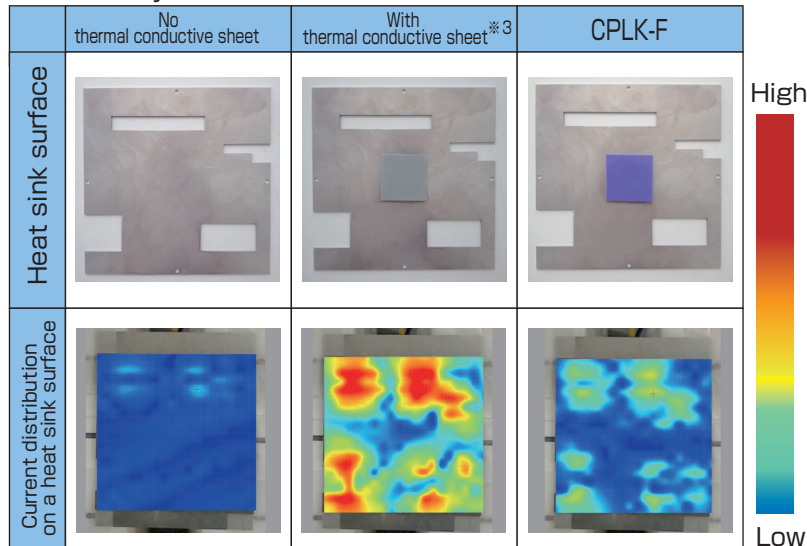 No
thermal conductive sheet
With
thermal conductive sheet※3
CPLK-F
Heat sink surface
High
Current distribution
on a heat sink surface
Low